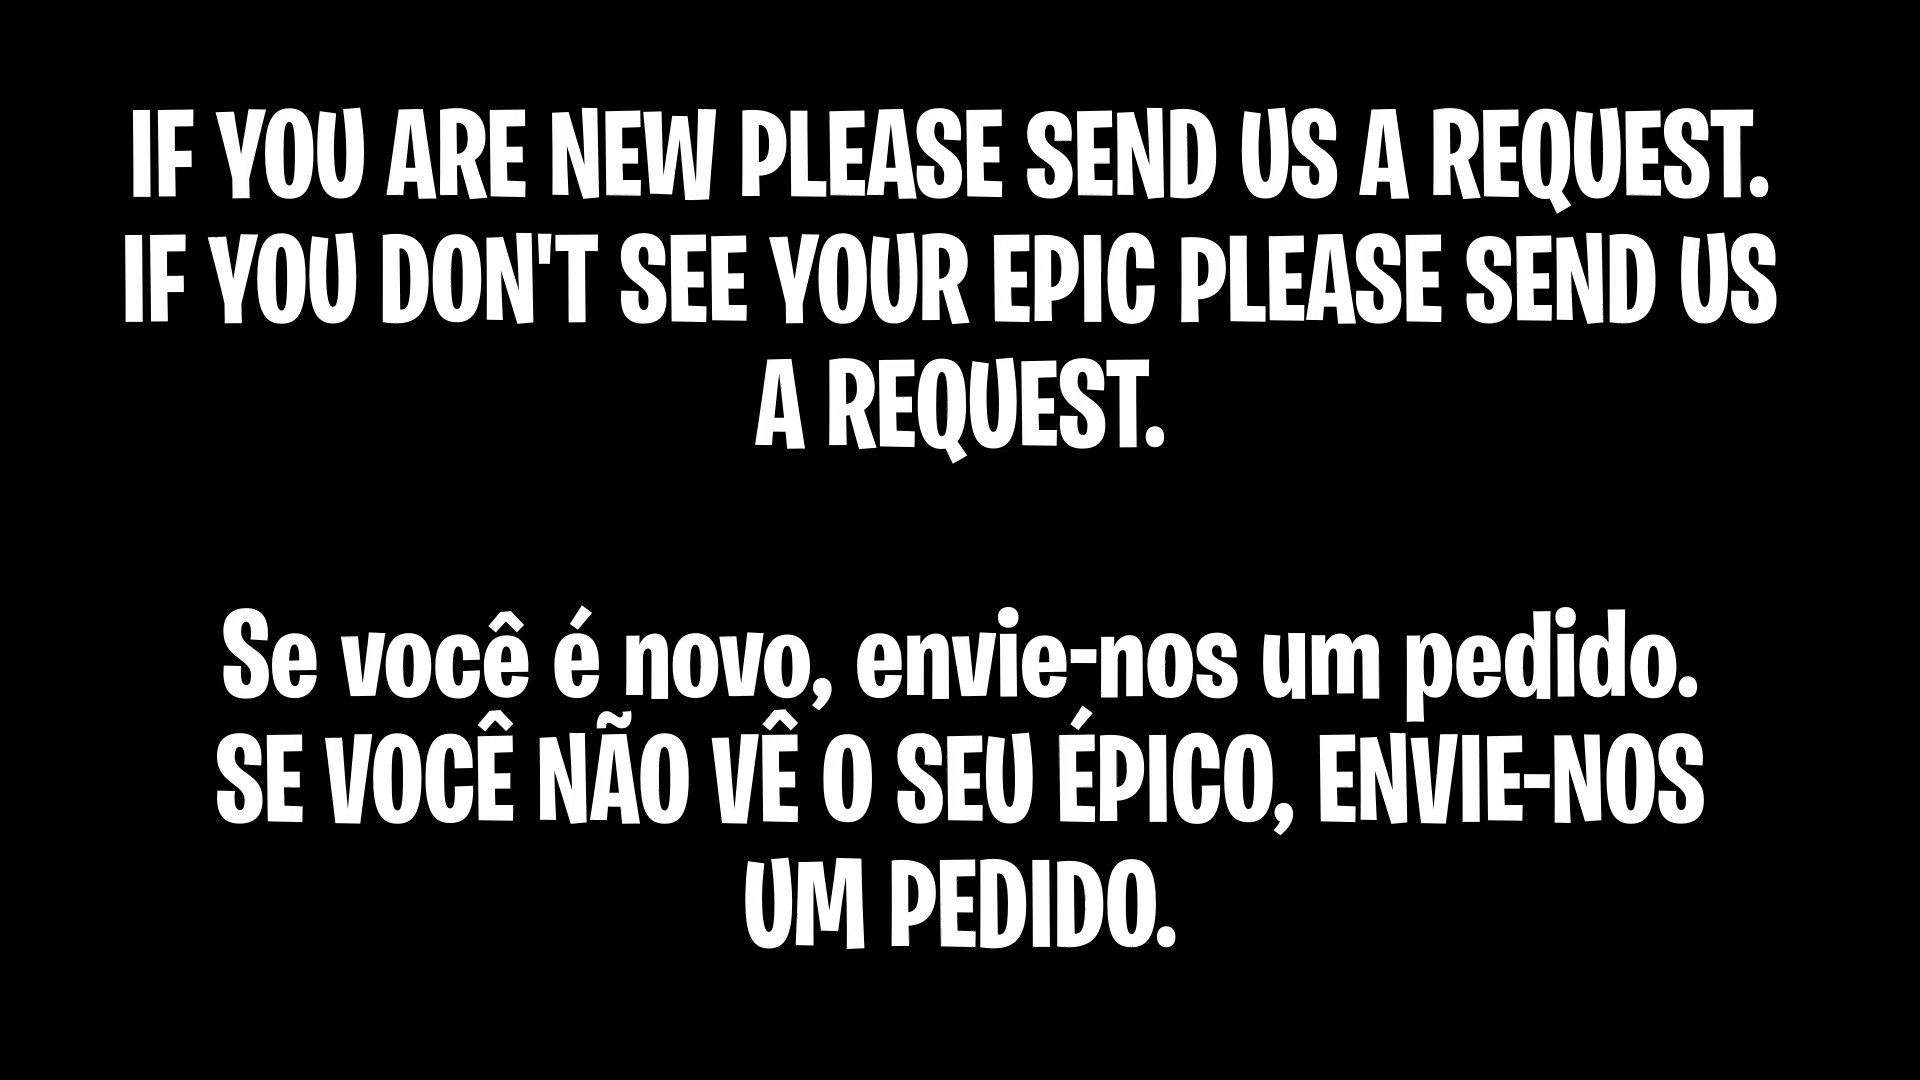 IF YOU ARE NEW PLEASE SEND US A REQUEST.
IF YOU DON'T SEE YOUR EPIC PLEASE SEND US
A REQUEST.
Se você é novo, envie-nos um pedido.
SE VOCÊ NÃO VÊ O SEU ÉPICO, ENVIE-NOS
UM PEDIDO.